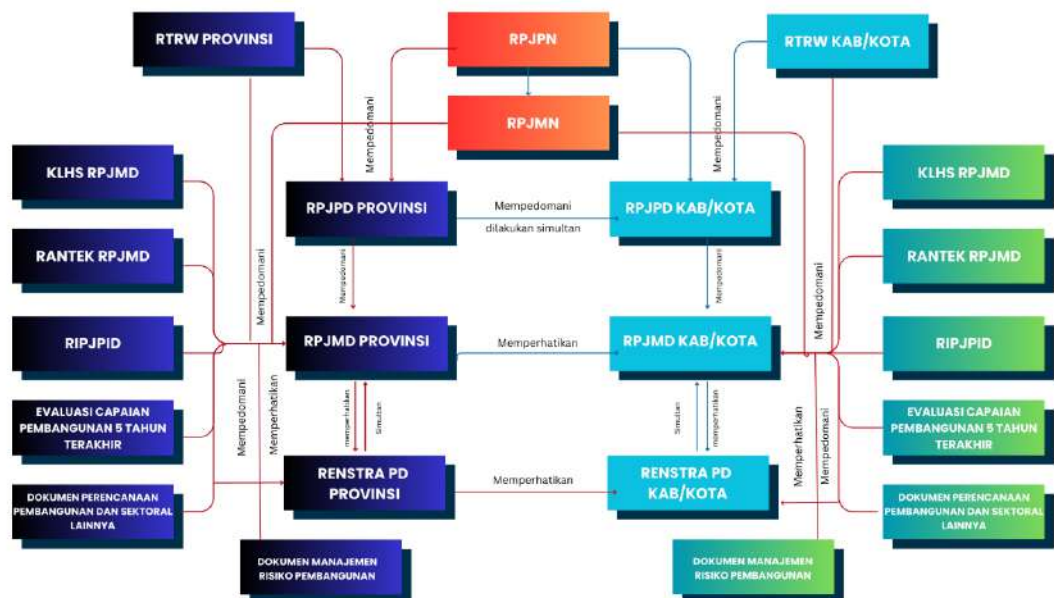 RTRW PROVINSI
RPJPN
RTRW KAB/KOTA
RPJMN
Mempedomani
Mempedomani
KLHS RPJMD
KLHS RPJMD
RPJPD PROVINSI
Mempedomani
dilakukan simultan
RPJPD KAB/KOTA
RANTEK RPJMD
RANTEK RPJMD
Mempedomani
Mempedomani
Mempedomani
Mempedomani
RIPJPID
RPJMD PROVINSI
Memperhatikan
RPJMD KAB/KOTA
RIPJPID
Mempedomani
Memperhatikan
memperhatikan
Simultan
Simultan
memperhatikan
Memperhatikan
Mempedomani
EVALUASI CAPAIAN
PEMBANGUNAN 5 TAHUN
TERAKHIR
EVALUASI CAPAIAN
PEMBANGUNAN 5 TAHUN
TERAKHIR
RENSTRA PD
PROVINSI
Memperhatikan
RENSTRA PD
KAB/KOTA
DOKUMEN PERENCANAAN
PEMBANGUNAN DAN SEKTORAL
LAINNYA
DOKUMEN PERENCANAAN
PEMBANGUNAN DAN SEKTORAL
LAINNYA
DOKUMEN MANAJEMEN
RISIKO PEMBANGUNAN
DOKUMEN MANAJEMEN
RISIKO PEMBANGUNAN